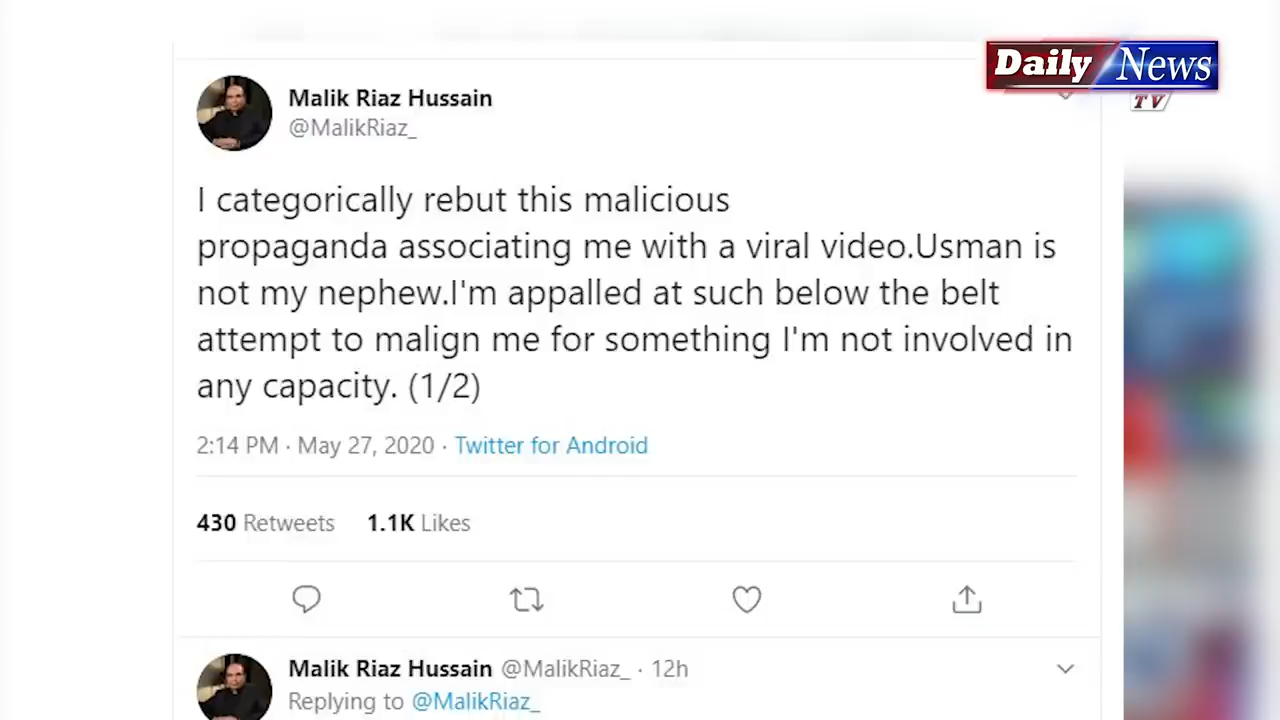 Daily News
TV
Malik Riaz Hussain
@MalikRiaz_
I categorically rebut this malicious
propaganda associating me with a viral video.Usman is
not my nephew.I'm appalled at such below the belt
attempt to malign me for something I'm not involved in
any capacity. (1/2)
2:14 PM · May 27, 2020 · Twitter for Android
430 Retweets 1.1K Likes
Malik Riaz Hussain @MalikRiaz_ · 12h
Replying to @MalikRiaz_